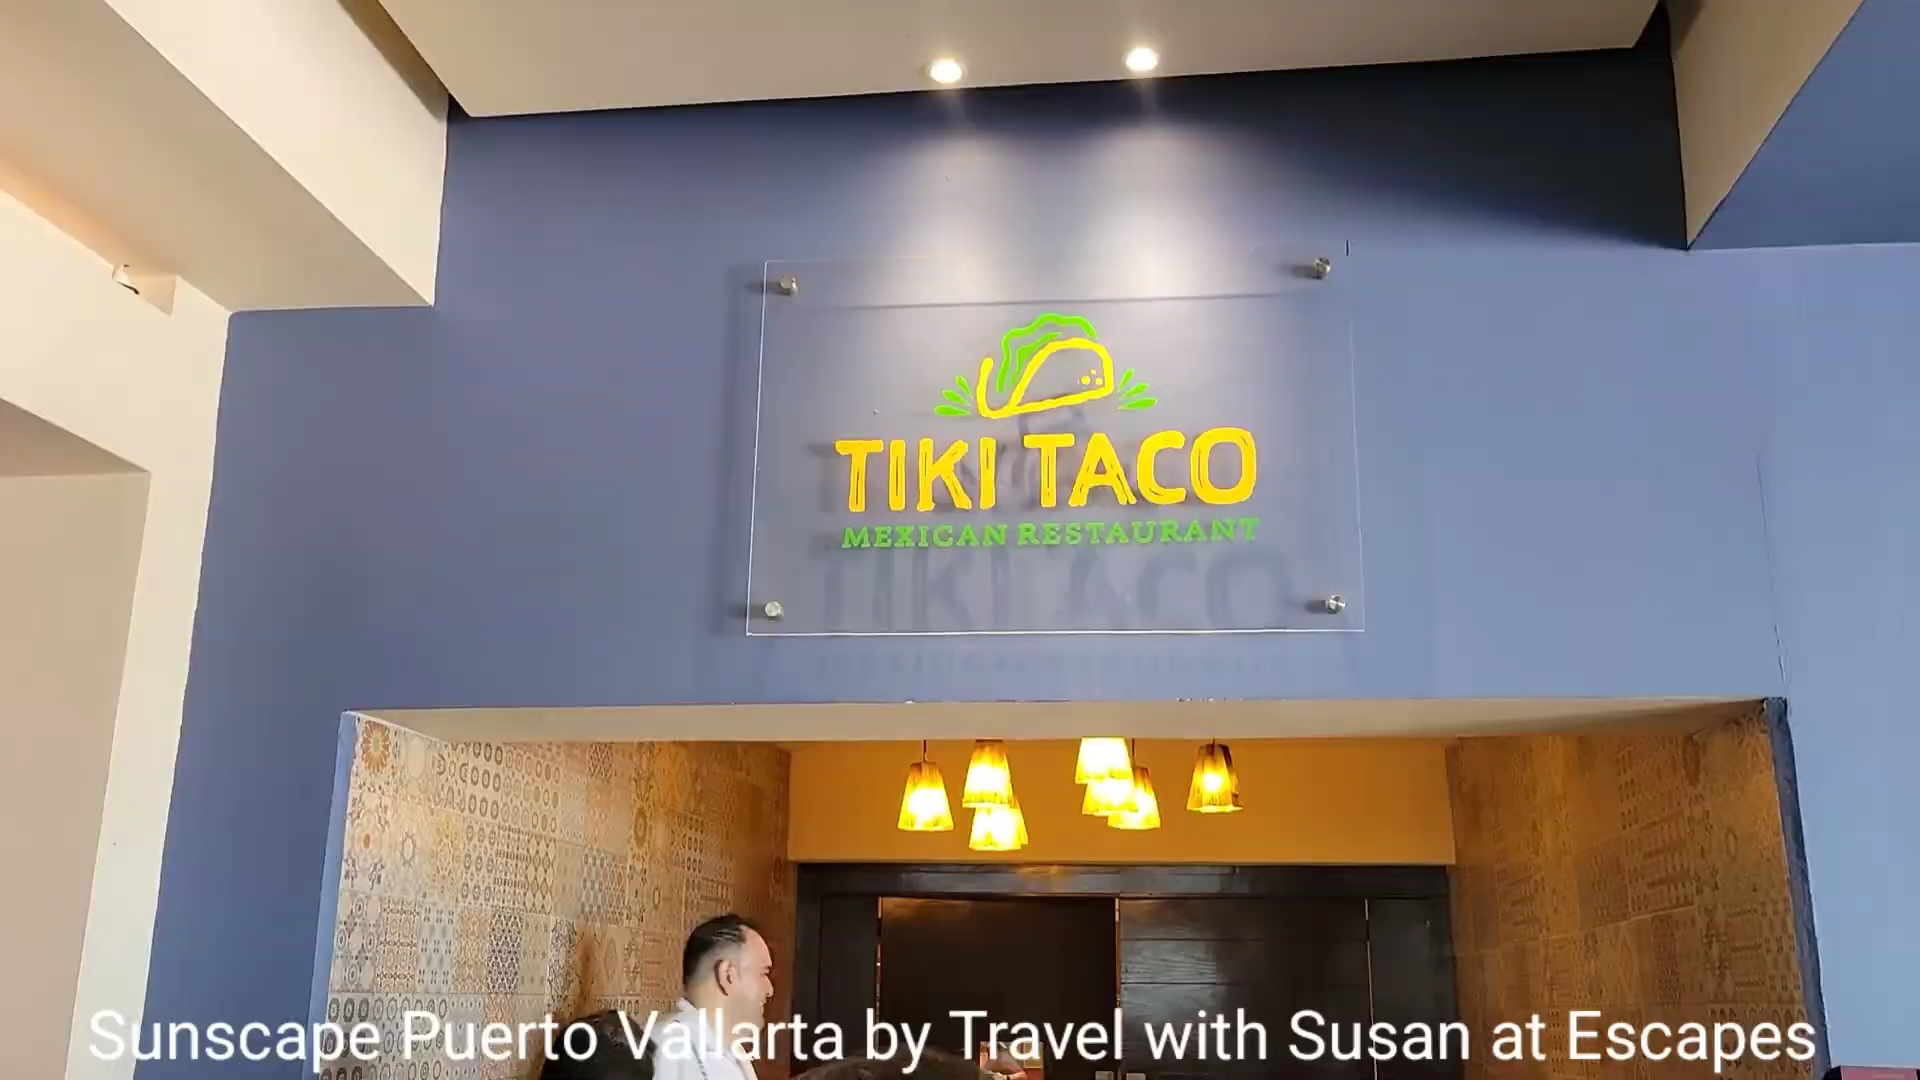 TIKI TACO
MEXICAN RESTAURANT
Sunscape Puerto Vallarta by Travel with Susan at Escapes